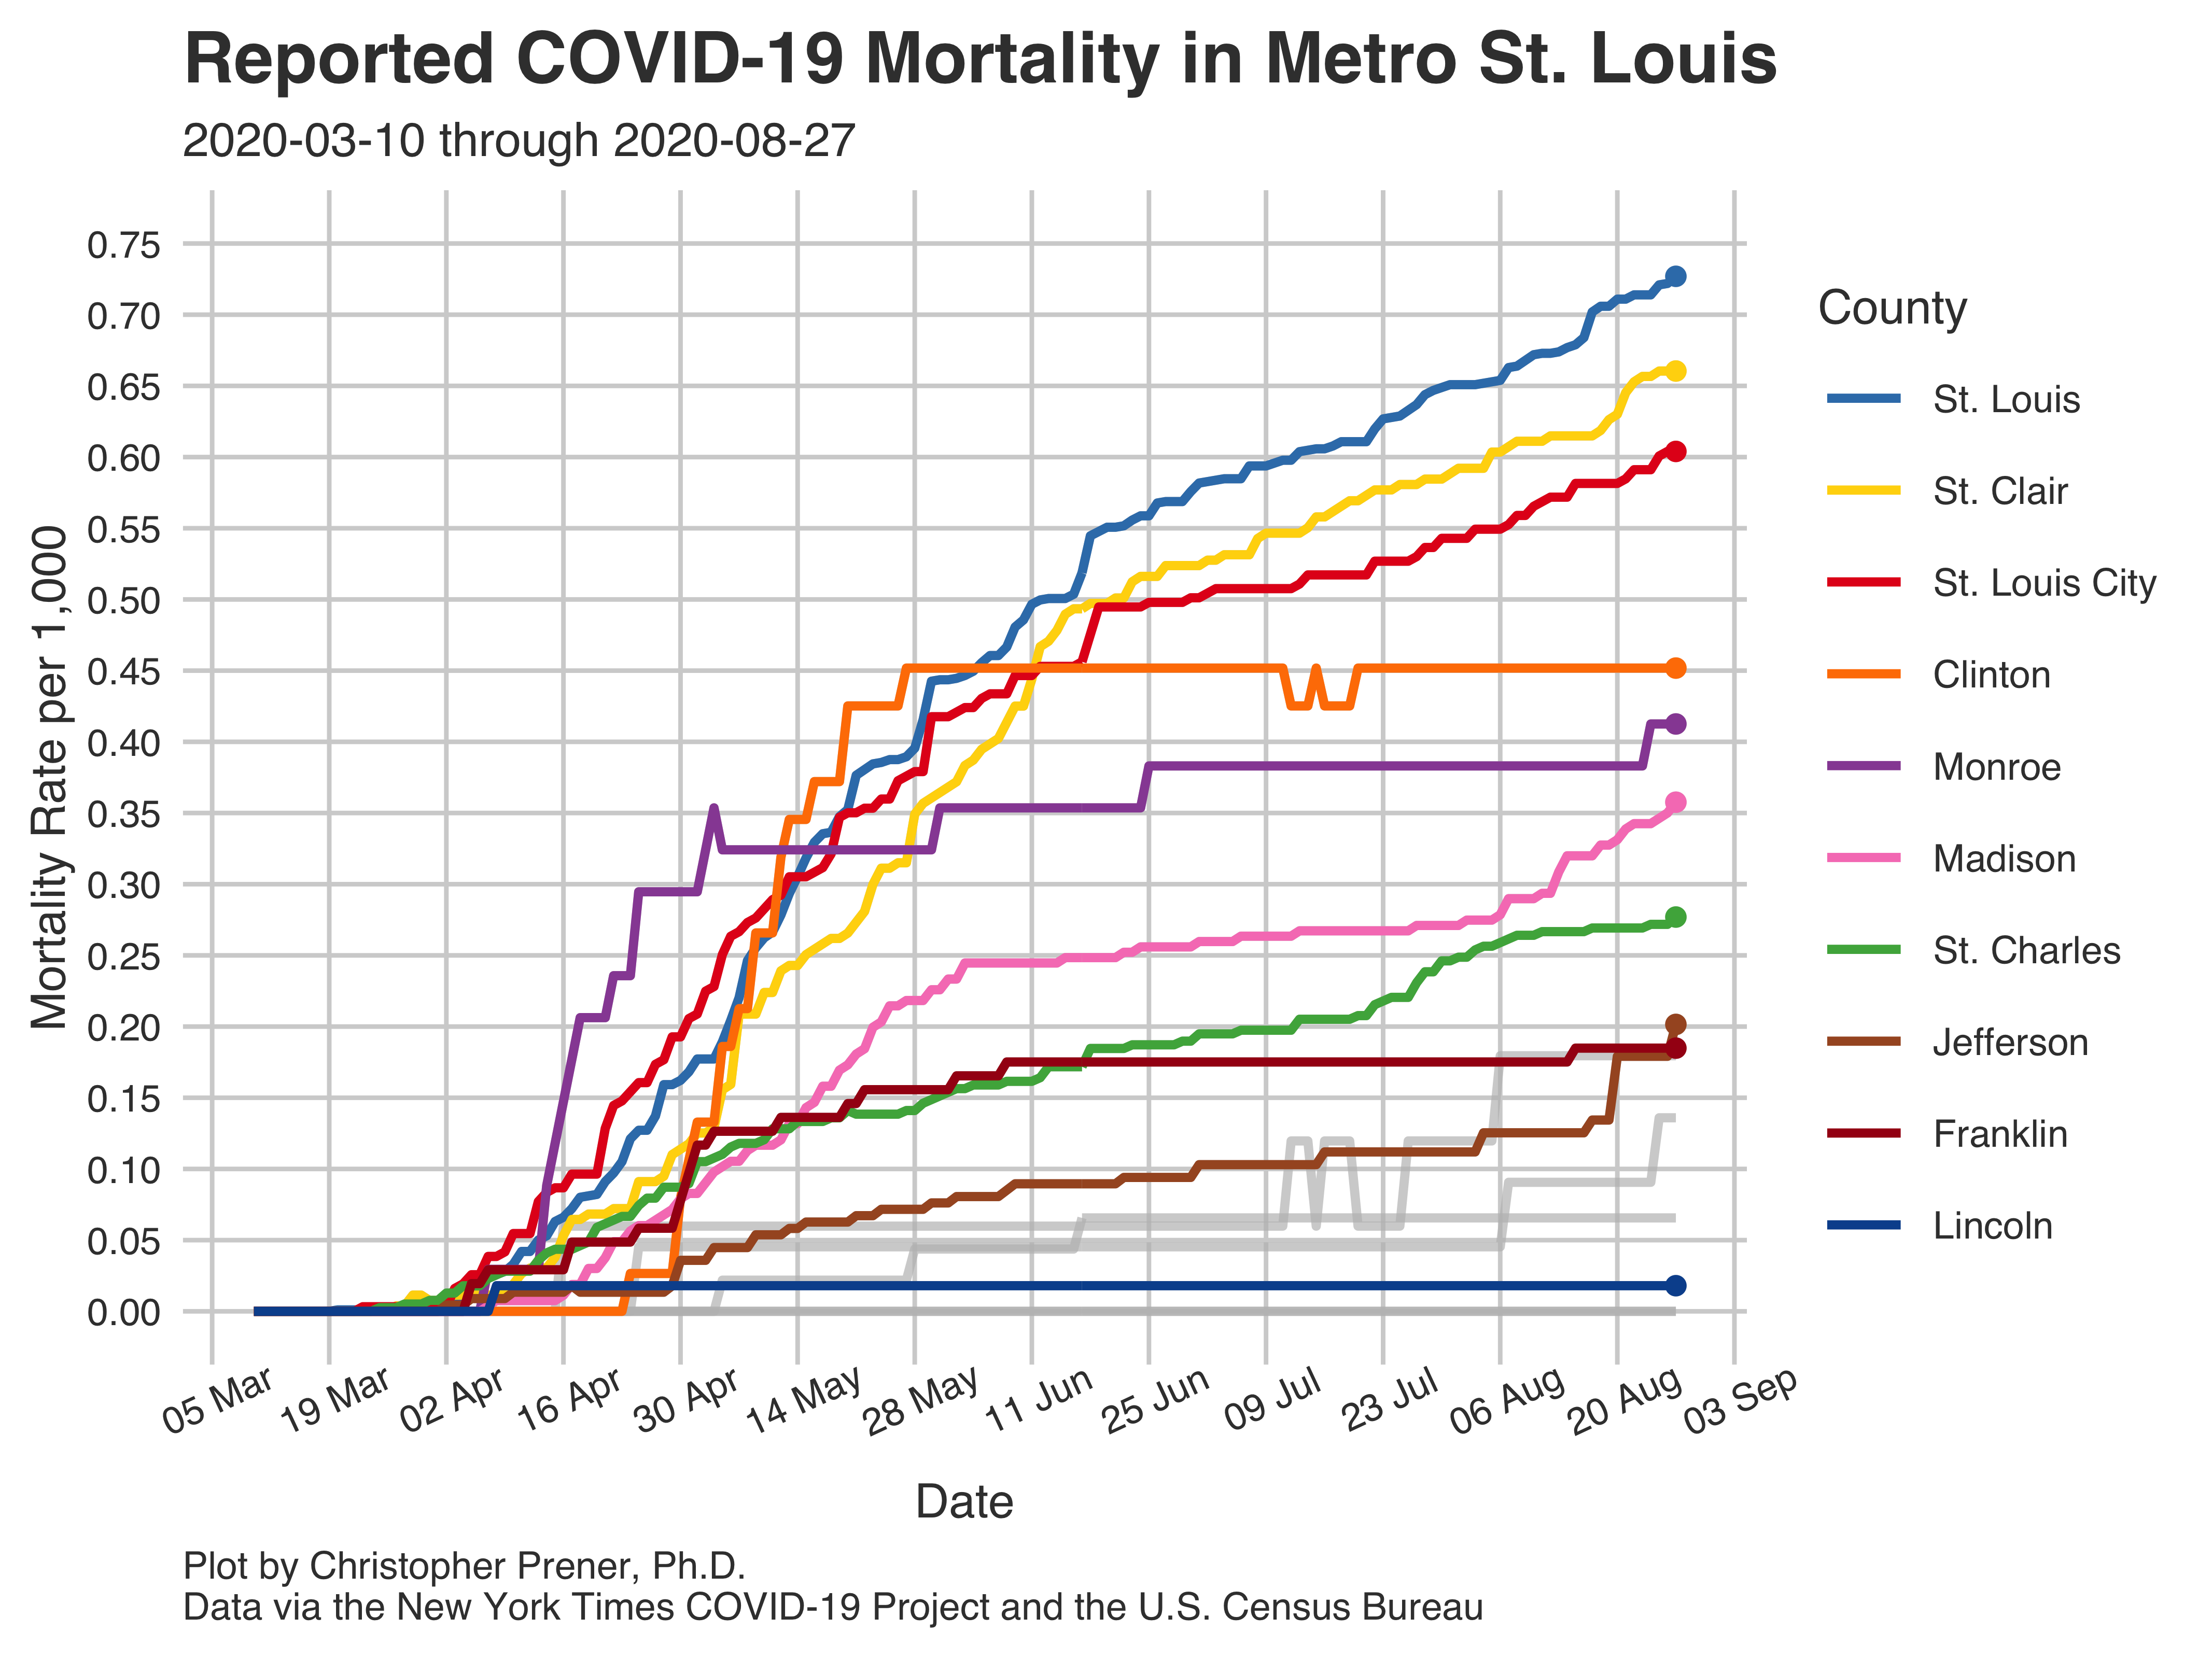 Reported COVID-19 Mortality in Metro St. Louis
2020-03-10 through 2020-08-27
Mortality Rate per 1,000
0.75
0.70
0.65
0.60
0.55
0.50
0.45
0.40
0.35
0.30
0.25
0.20
0.15
0.10
0.05
0.00
05 Mar
19 Mar
02 Apr
16 Apr
30 Apr
14 May
28 May
11 Jun
25 Jun
09 Jul
23 Jul
06 Aug
20 Aug
03 Sep
Date
County
St. Louis
St. Clair
St. Louis City
Clinton
Monroe
Madison
St. Charles
Jefferson
Franklin
Lincoln
Plot by Christopher Prener, Ph.D.
Data via the New York Times COVID-19 Project and the U.S. Census Bureau